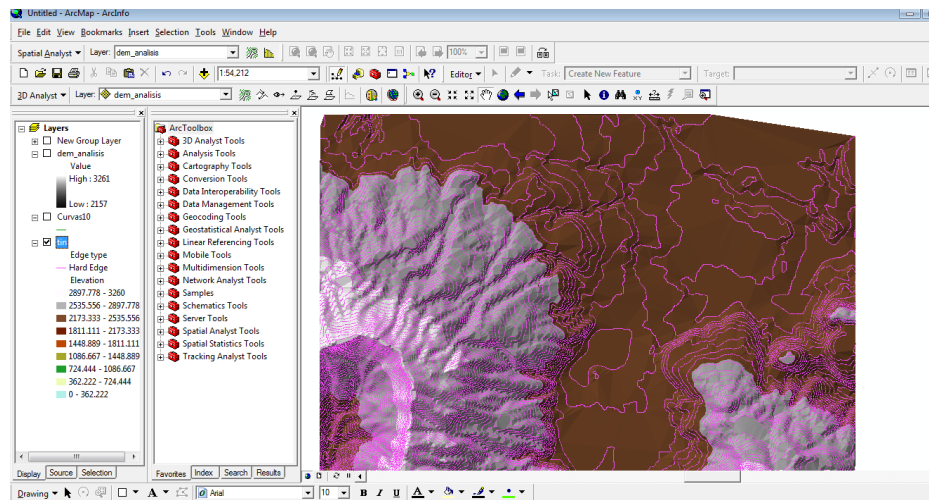 Untitled - ArcMap - ArcInfo
File Edit View Bookmarks Insert Selection Tools Window Help
Spatial Analyst Layer: dem_analisis 100%
1:54,212 Editor Task: Create New Feature Target:
3D Analyst Layer: dem_analisis
Layers
New Group Layer
dem_analisis
Value
High : 3261
Low : 2157
Curvas10
tin
Edge type
Hard Edge
Elevation
2897.778 - 3260
2535.556 - 2897.778
2173.333 - 2535.556
1811.111 - 2173.333
1448.889 - 1811.111
1086.667 - 1448.889
724.444 - 1086.667
362.222 - 724.444
0 - 362.222
Display Source Selection
ArcToolbox
3D Analyst Tools
Analysis Tools
Cartography Tools
Conversion Tools
Data Interoperability Tools
Data Management Tools
Geocoding Tools
Geostatistical Analyst Tools
Linear Referencing Tools
Mobile Tools
Multidimension Tools
Network Analyst Tools
Samples
Schematics Tools
Server Tools
Spatial Analyst Tools
Spatial Statistics Tools
Tracking Analyst Tools
Favorites Index Search Results
Drawing A Arial 10 B I U A